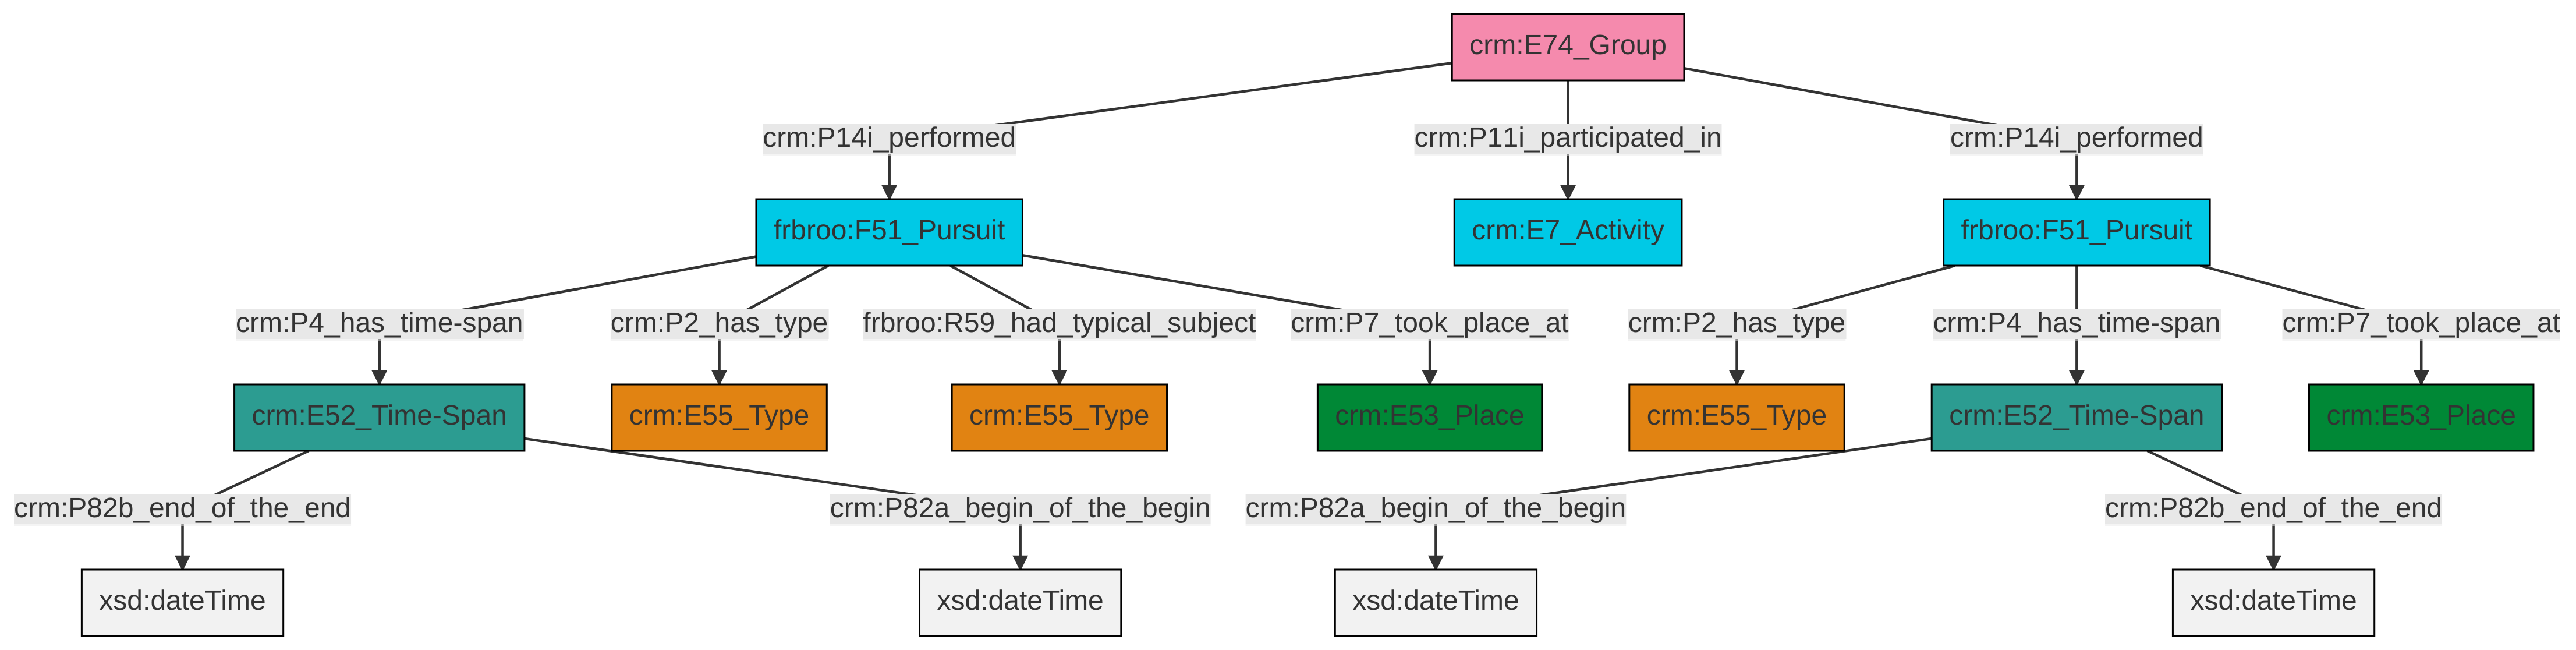 crm:E74_Group
crm:P14i_performed
crm:P11i_participated_in
crm:P14i_performed
frbroo:F51_Pursuit
crm:E7_Activity
frbroo:F51_Pursuit
crm:P4_has_time-span
crm:P2_has_type
frbroo:R59_had_typical_subject
crm:P7_took_place_at
crm:P2_has_type
crm:P4_has_time-span
crm:P7_took_place_at
crm:E52_Time-Span
crm:E55_Type
crm:E55_Type
crm:E53_Place
crm:E55_Type
crm:E52_Time-Span
crm:E53_Place
crm:P82b_end_of_the_end
crm:P82a_begin_of_the_begin
crm:P82a_begin_of_the_begin
crm:P82b_end_of_the_end
xsd:dateTime
xsd:dateTime
xsd:dateTime
xsd:dateTime